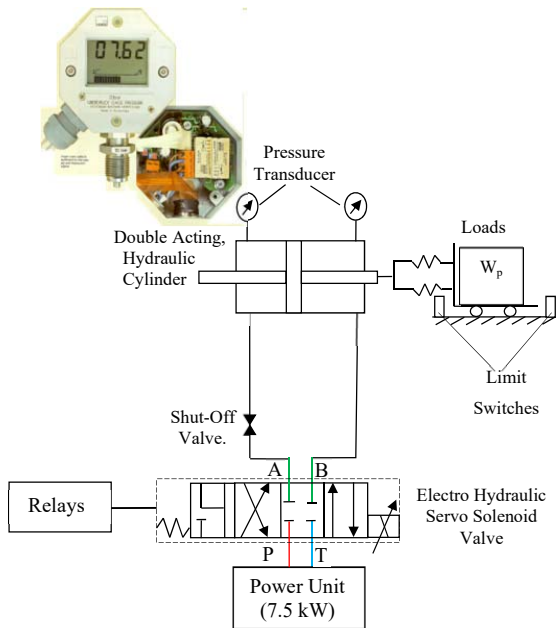 07.62
Pressure
Transducer
Double Acting,
Hydraulic
Cylinder
Loads
Wp
Limit
Switches
Shut-Off
Valve.
A B
Relays
Electro Hydraulic
Servo Solenoid
Valve
P T
Power Unit
(7.5 kW)